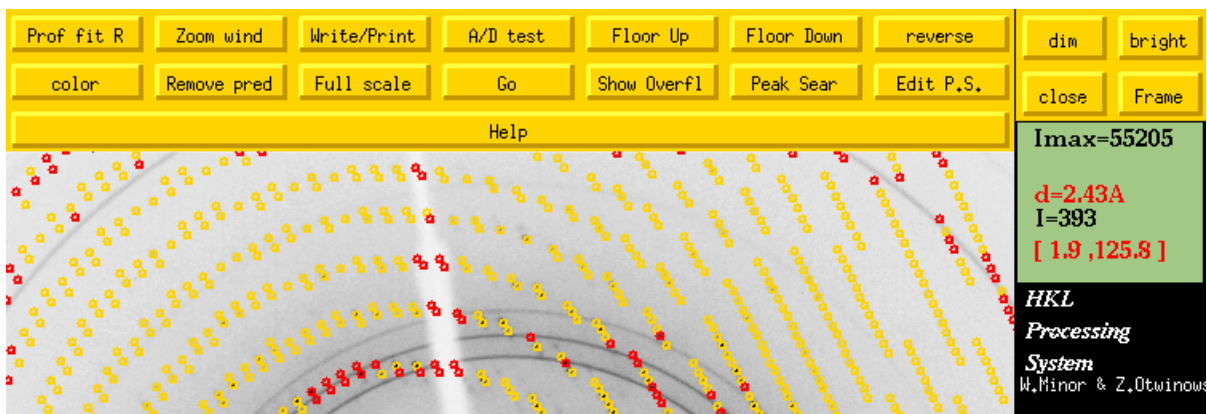 Prof fit R Zoom wind Write/Print A/D test Floor Up Floor Down reverse dim bright
color Remove pred Full scale Go Show Overfl Peak Sear Edit P.S. close Frame
Help
Imax=55205
d=2.43A
I=393
[ 1.9 ,125.8 ]
HKL
Processing
System
W.Minor & Z.Otwinows